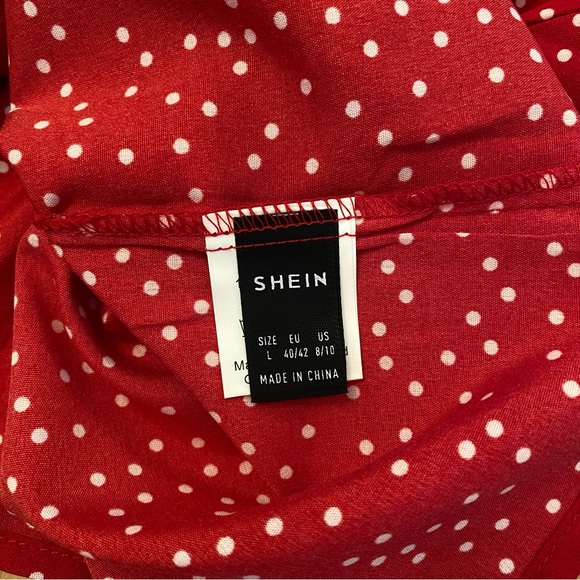 SHEIN
SIZE EU US
L 40/42 8/10
MADE IN CHINA